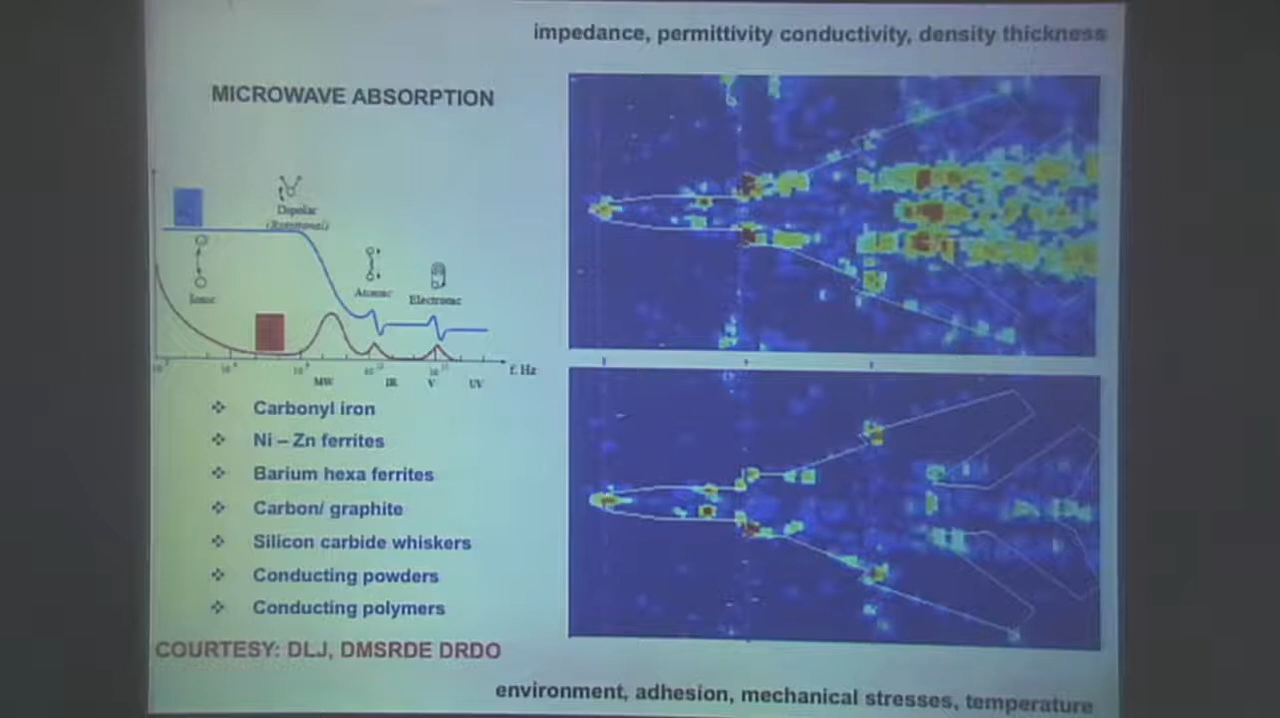 impedance, permittivity conductivity, density thickness
MICROWAVE ABSORPTION
Dipolar
(Rotational)
Ionic
Atomic
Electronic
f, Hz
MW
IR
V
UV
❖ Carbonyl iron
❖ Ni – Zn ferrites
❖ Barium hexa ferrites
❖ Carbon/ graphite
❖ Silicon carbide whiskers
❖ Conducting powders
❖ Conducting polymers
COURTESY: DLJ, DMSRDE DRDO
environment, adhesion, mechanical stresses, temperature